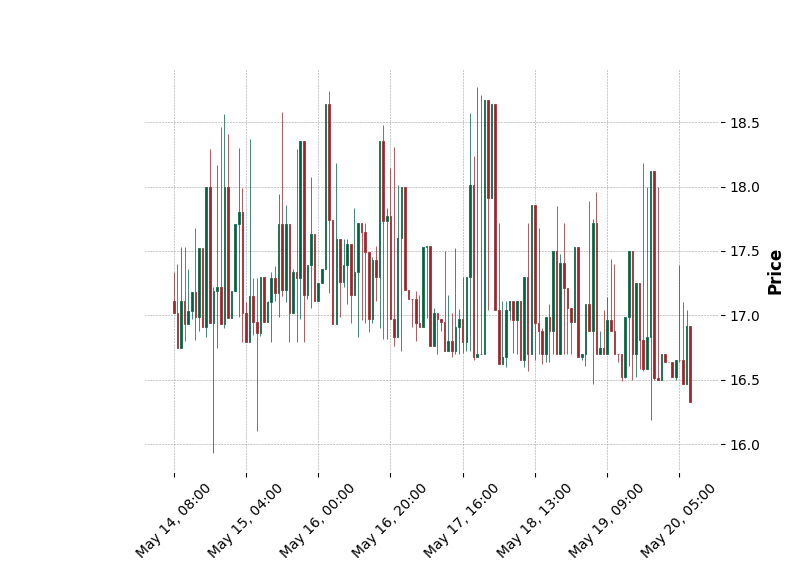 18.5
18.0
17.5
17.0
16.5
16.0
Price
May 14, 08:00
May 15, 04:00
May 16, 00:00
May 16, 20:00
May 17, 16:00
May 18, 13:00
May 19, 09:00
May 20, 05:00